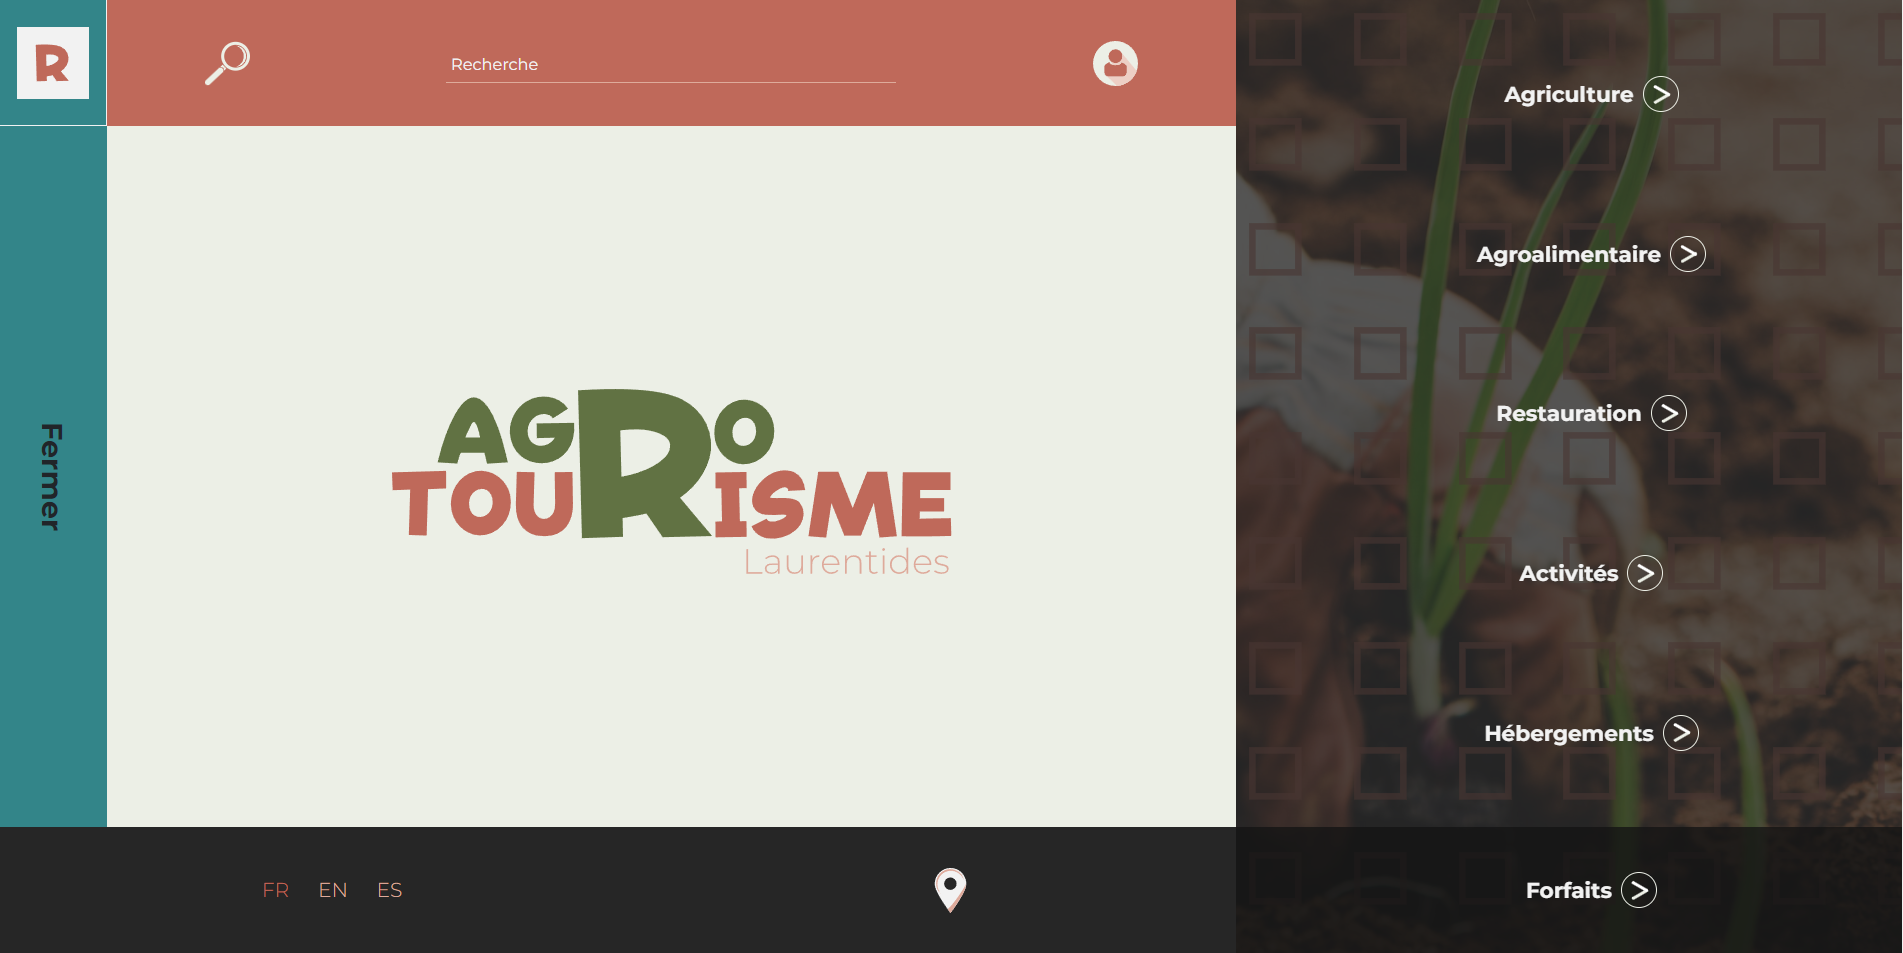 R
Recherche
Fermer
AGRO
TOURISME
Laurentides
Agriculture
Agroalimentaire
Restauration
Activités
Hébergements
Forfaits
FR EN ES